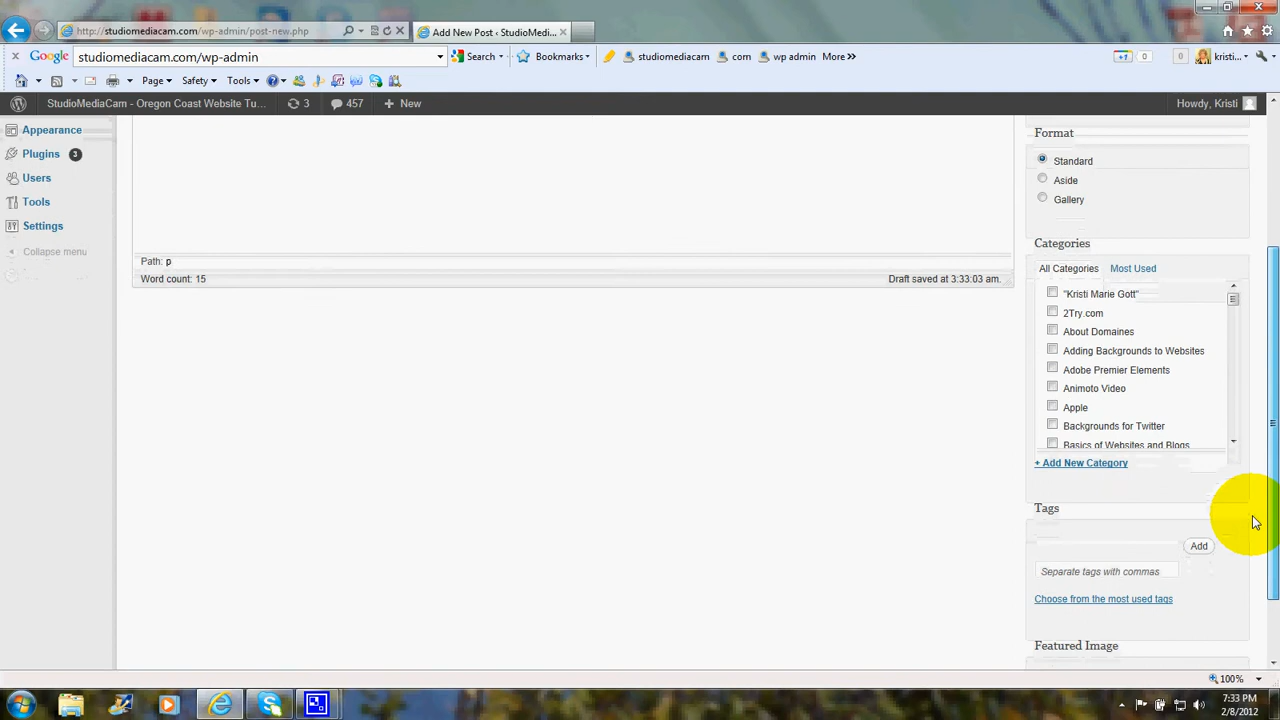 http://studiomediacam.com/wp-admin/post-new.php
Add New Post ‹ StudioMedi...
Google
studiomediacam.com/wp-admin
Search
Bookmarks
studiomediacam
com
wp admin
More »
+1
0
0
kristi...
Page
Safety
Tools
StudioMediaCam - Oregon Coast Website Tu...
3
457
+ New
Howdy, Kristi
Appearance
Plugins 3
Users
Tools
Settings
Collapse menu
Path: p
Word count: 15
Draft saved at 3:33:03 am.
Format
Standard
Aside
Gallery
Categories
All Categories
Most Used
"Kristi Marie Gott"
2Try.com
About Domaines
Adding Backgrounds to Websites
Adobe Premier Elements
Animoto Video
Apple
Backgrounds for Twitter
Basics of Websites and Blogs
+ Add New Category
Tags
Add
Separate tags with commas
Choose from the most used tags
Featured Image
100%
7:33 PM
2/8/2012